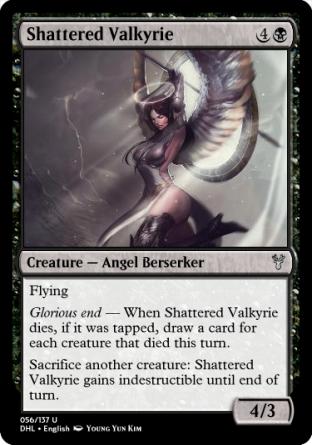 Shattered Valkyrie 4
Creature — Angel Berserker
Flying
Glorious end — When Shattered Valkyrie
dies, if it was tapped, draw a card for
each creature that died this turn.
Sacrifice another creature: Shattered
Valkyrie gains indestructible until end of
turn.
4/3
056/137 U
DHL • English Young Yun Kim